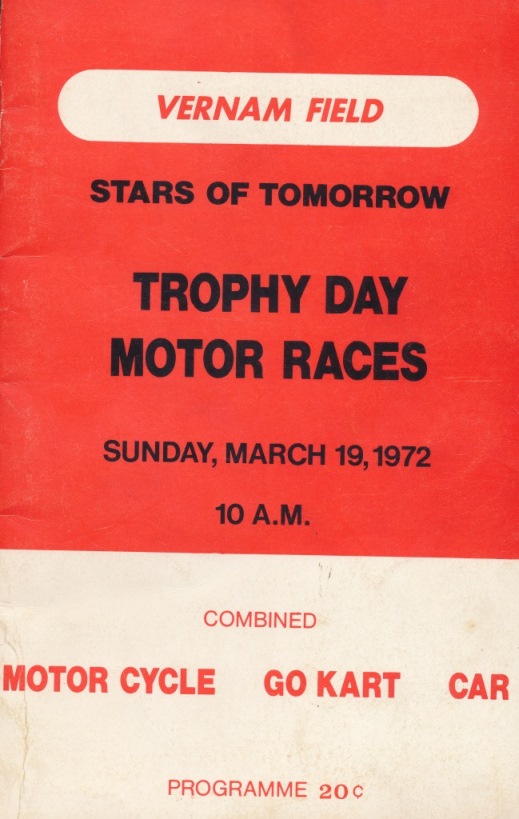 VERNAM FIELD
STARS OF TOMORROW
TROPHY DAY
MOTOR RACES
SUNDAY, MARCH 19, 1972
10 A.M.
COMBINED
MOTOR CYCLE GO KART CAR
PROGRAMME 20¢